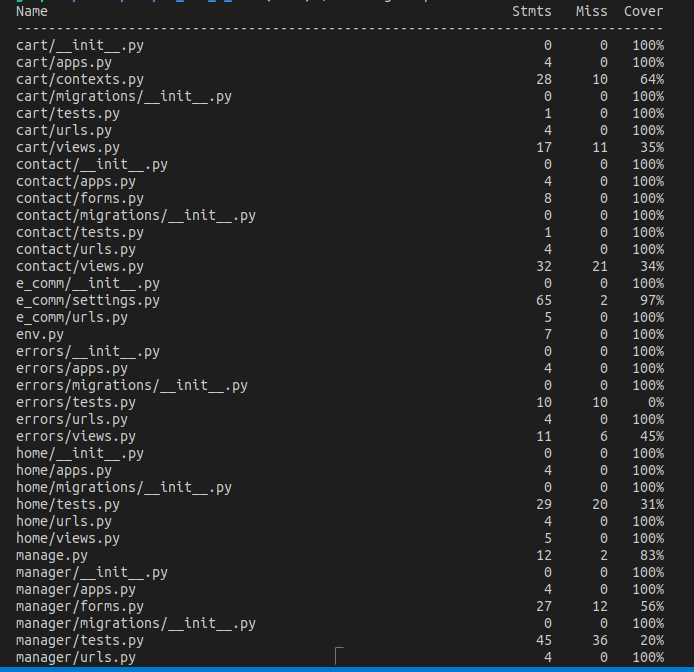 Name Stmts Miss Cover
--------------------------------------------------------------------------------
cart/__init__.py 0 0 100%
cart/apps.py 4 0 100%
cart/contexts.py 28 10 64%
cart/migrations/__init__.py 0 0 100%
cart/tests.py 1 0 100%
cart/urls.py 4 0 100%
cart/views.py 17 11 35%
contact/__init__.py 0 0 100%
contact/apps.py 4 0 100%
contact/forms.py 8 0 100%
contact/migrations/__init__.py 0 0 100%
contact/tests.py 1 0 100%
contact/urls.py 4 0 100%
contact/views.py 32 21 34%
e_comm/__init__.py 0 0 100%
e_comm/settings.py 65 2 97%
e_comm/urls.py 5 0 100%
env.py 7 0 100%
errors/__init__.py 0 0 100%
errors/apps.py 4 0 100%
errors/migrations/__init__.py 0 0 100%
errors/tests.py 10 10 0%
errors/urls.py 4 0 100%
errors/views.py 11 6 45%
home/__init__.py 0 0 100%
home/apps.py 4 0 100%
home/migrations/__init__.py 0 0 100%
home/tests.py 29 20 31%
home/urls.py 4 0 100%
home/views.py 5 0 100%
manage.py 12 2 83%
manager/__init__.py 0 0 100%
manager/apps.py 4 0 100%
manager/forms.py 27 12 56%
manager/migrations/__init__.py 0 0 100%
manager/tests.py 45 36 20%
manager/urls.py 4 0 100%